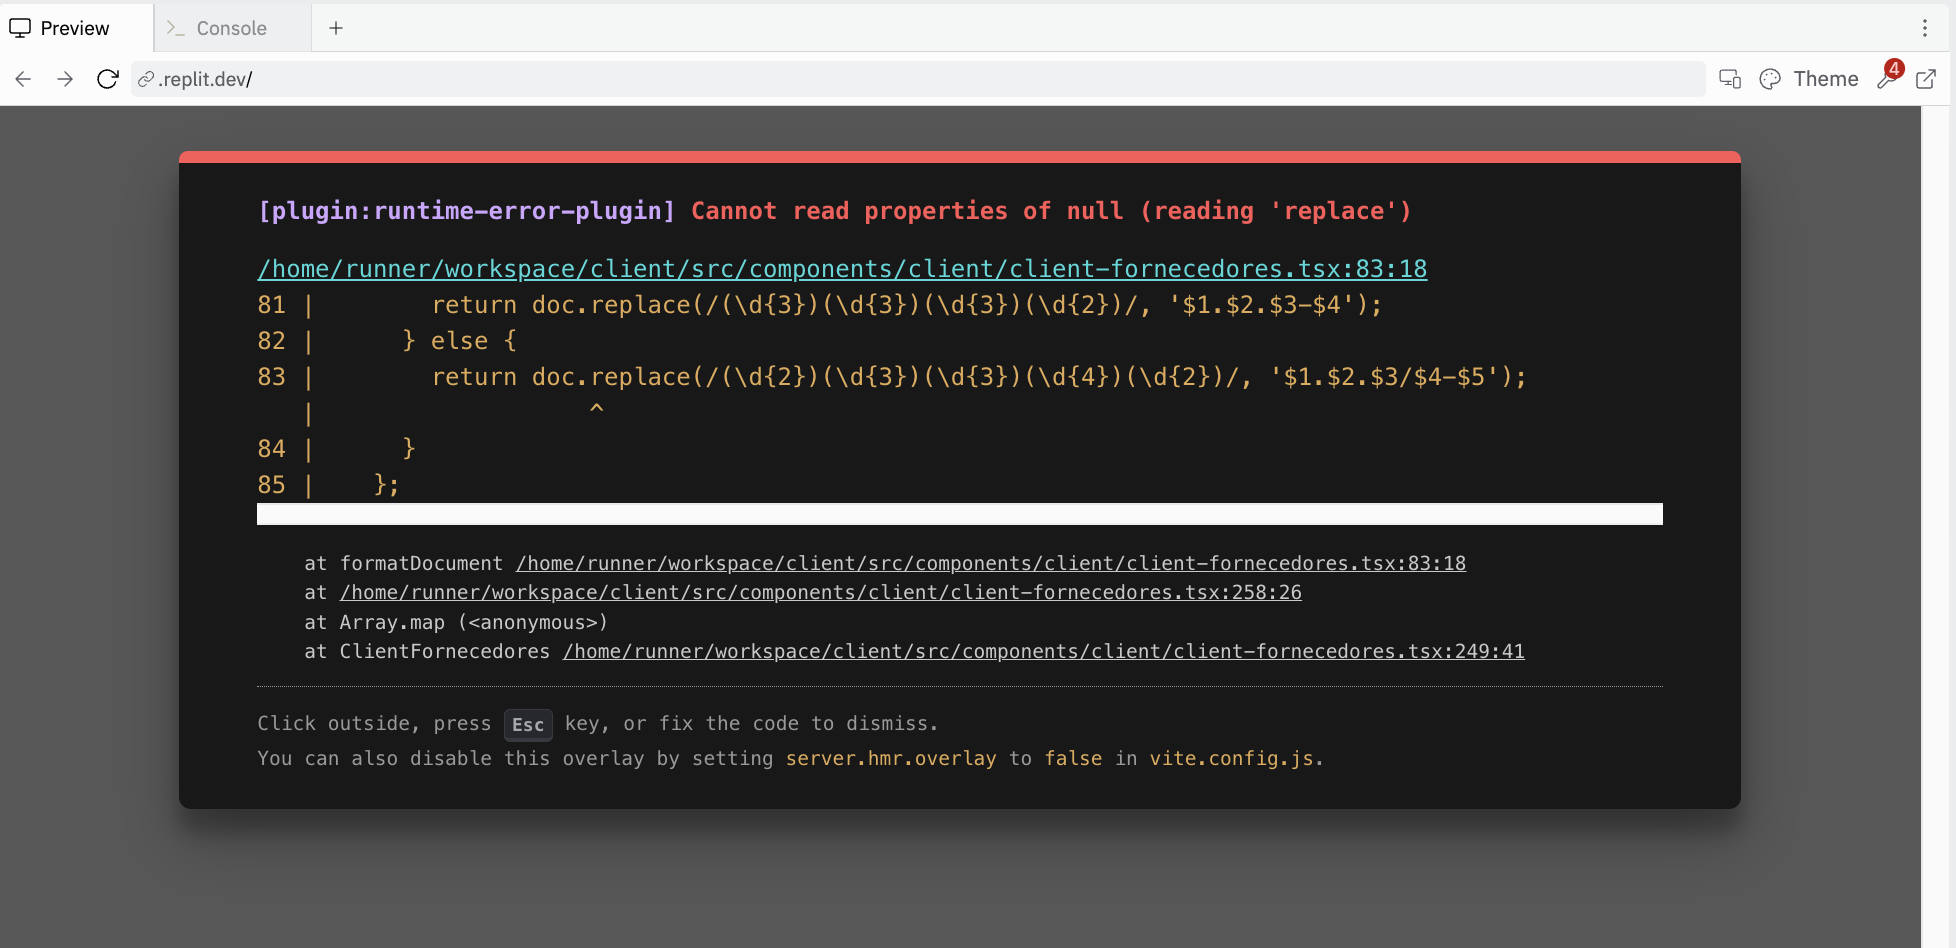 Preview
Console
.replit.dev/
Theme
4
[plugin:runtime-error-plugin] Cannot read properties of null (reading 'replace')
/home/runner/workspace/client/src/components/client/client-fornecedores.tsx:83:18
81 |        return doc.replace(/(\d{3})(\d{3})(\d{3})(\d{2})/, '$1.$2.$3-$4');
82 |      } else {
83 |        return doc.replace(/(\d{2})(\d{3})(\d{3})(\d{4})(\d{2})/, '$1.$2.$3/$4-$5');
   |                   ^
84 |      }
85 |    };
at formatDocument /home/runner/workspace/client/src/components/client/client-fornecedores.tsx:83:18
at /home/runner/workspace/client/src/components/client/client-fornecedores.tsx:258:26
at Array.map (<anonymous>)
at ClientFornecedores /home/runner/workspace/client/src/components/client/client-fornecedores.tsx:249:41
Click outside, press Esc key, or fix the code to dismiss.
You can also disable this overlay by setting server.hmr.overlay to false in vite.config.js.